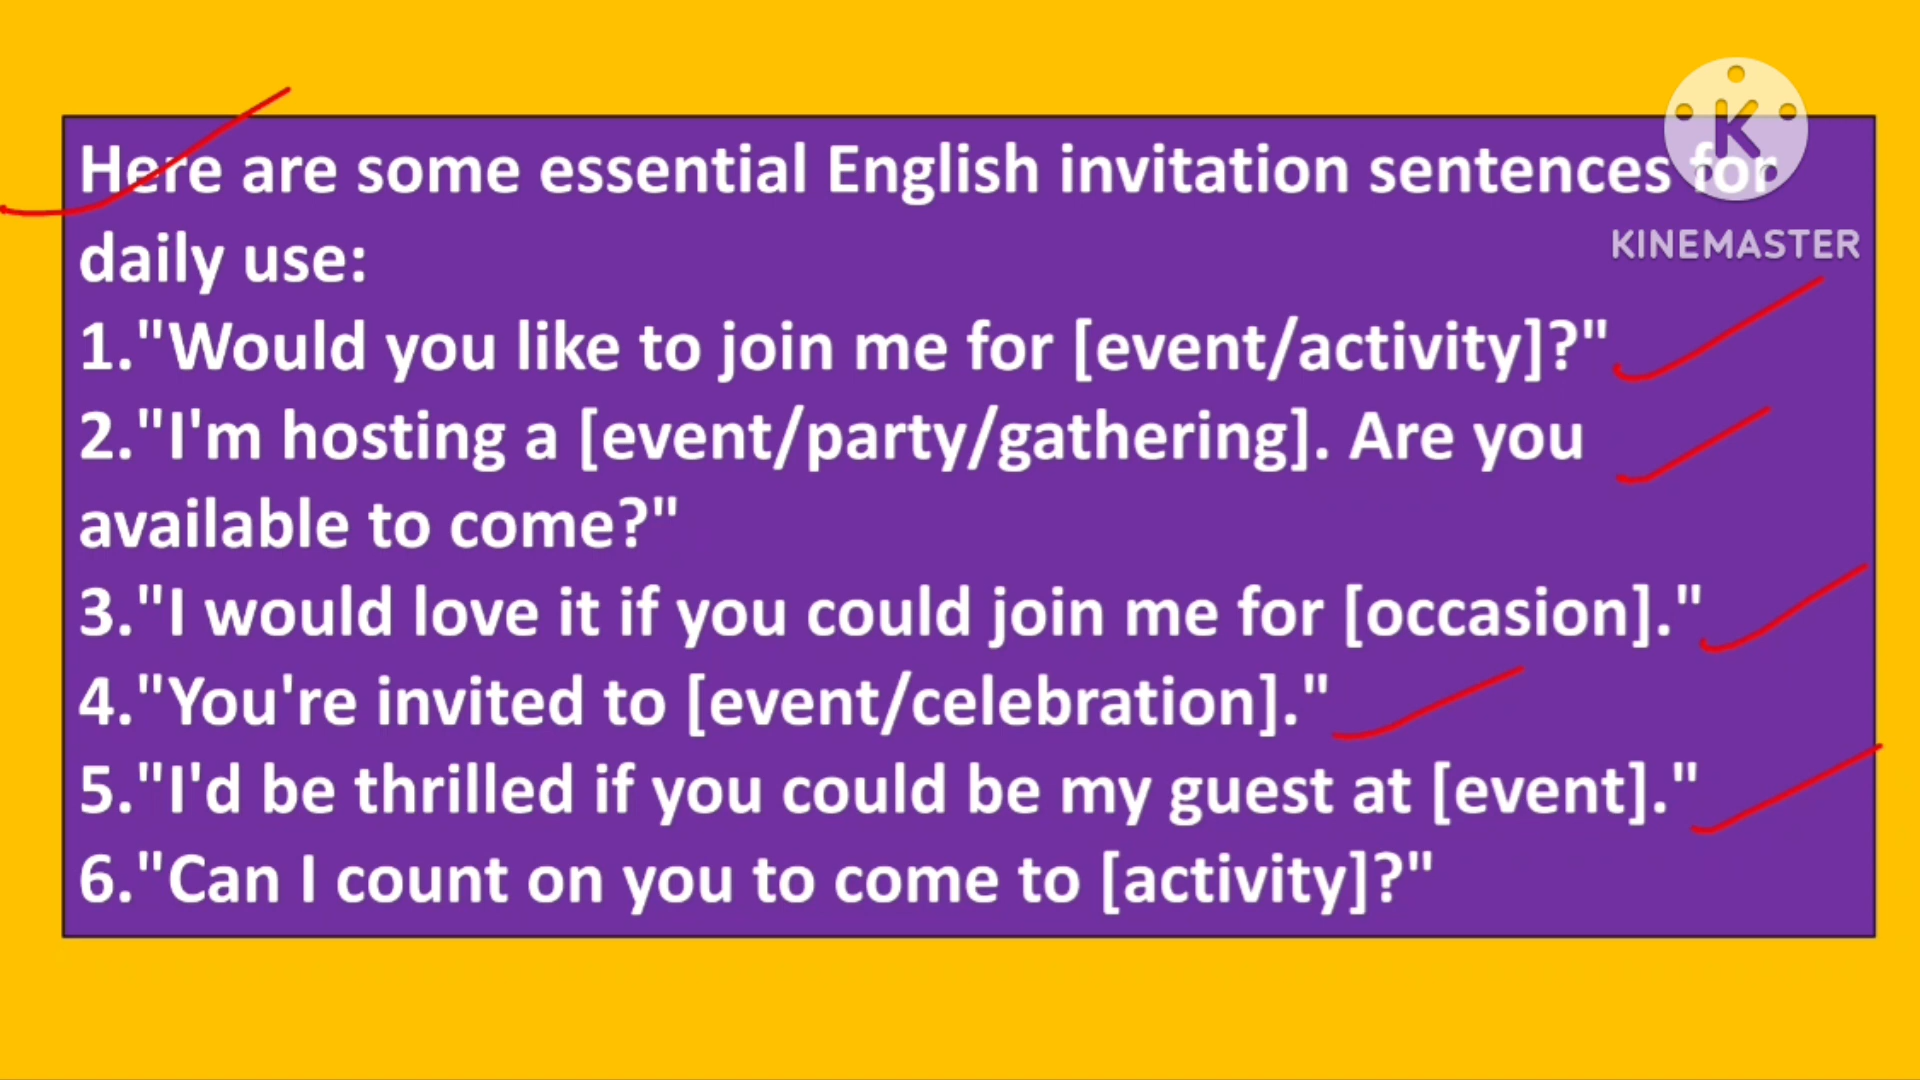 Here are some essential English invitation sentences for
daily use:
1."Would you like to join me for [event/activity]?"
2."I'm hosting a [event/party/gathering]. Are you
available to come?"
3."I would love it if you could join me for [occasion]."
4."You're invited to [event/celebration]."
5."I'd be thrilled if you could be my guest at [event]."
6."Can I count on you to come to [activity]?"
K
KINEMASTER